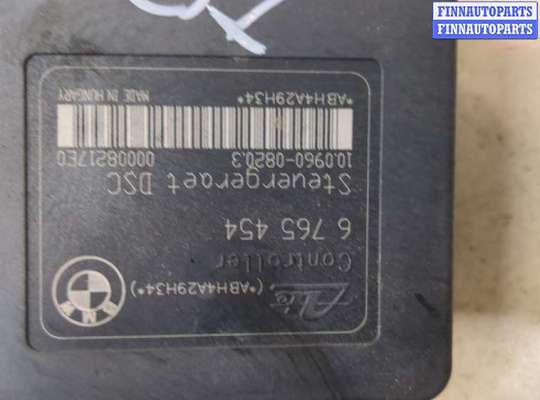 FINNAUTOPARTS
FINNAUTOPARTS
(*ABH4A29H34*)
BMW
Ate
Controller
6 765 454
Steuergeraet DSC
10.0960-0820.3 00008217E0
*ABH4A29H34* MADE IN HUNGARY